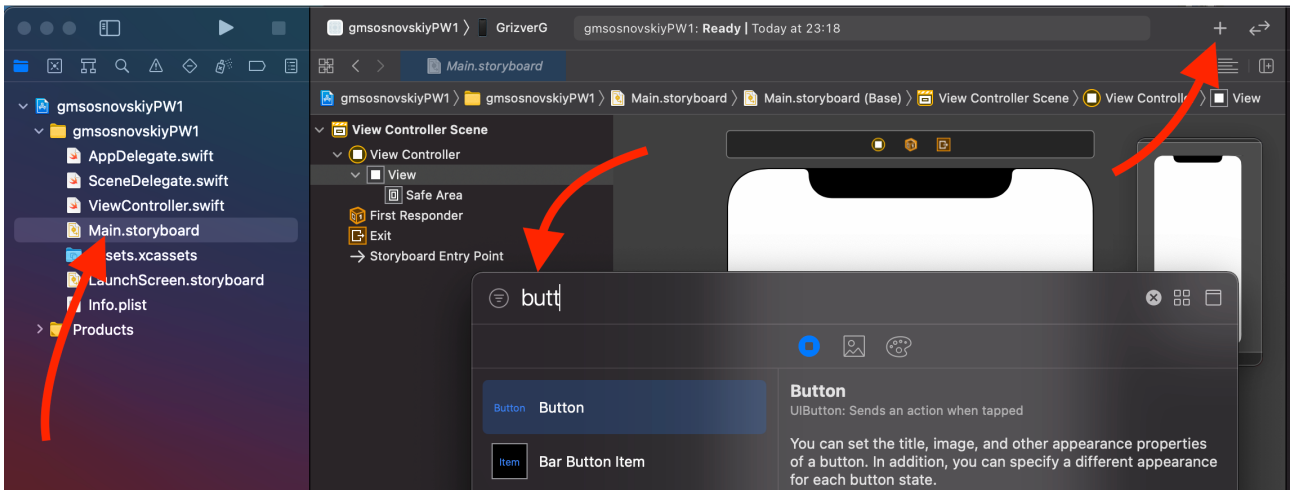 gmsosnovskiyPW1 〉 GrizverG
gmsosnovskiyPW1: Ready | Today at 23:18
Main.storyboard
gmsosnovskiyPW1 〉 gmsosnovskiyPW1 〉 Main.storyboard 〉 Main.storyboard (Base) 〉 View Controller Scene 〉 View 〉 View
gmsosnovskiyPW1
gmsosnovskiyPW1
AppDelegate.swift
SceneDelegate.swift
ViewController.swift
Main.storyboard
sets.xcassets
LaunchScreen.storyboard
Info.plist
Products
View Controller Scene
View Controller
View
Safe Area
First Responder
Exit
Storyboard Entry Point
butt
Button Button
Item Bar Button Item
Button
UIButton: Sends an action when tapped
You can set the title, image, and other appearance properties
of a button. In addition, you can specify a different appearance
for each button state.